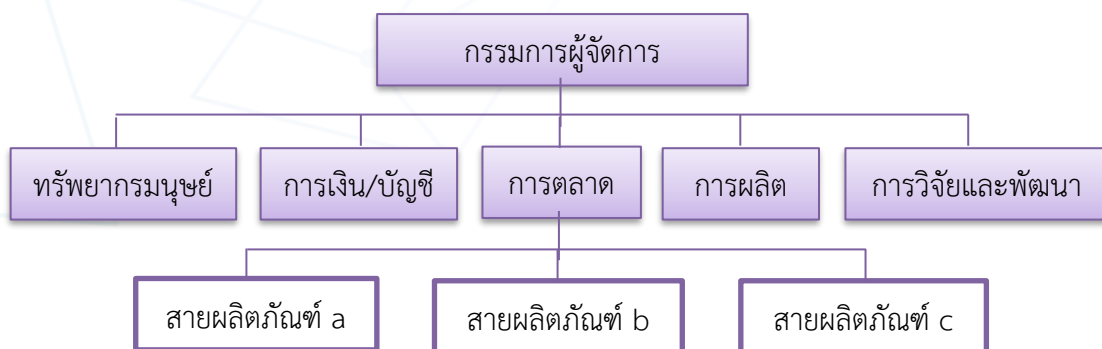 กรรมการผู้จัดการ
ทรัพยากรมนุษย์
การเงิน/บัญชี
การตลาด
การผลิต
การวิจัยและพัฒนา
สายผลิตภัณฑ์ a
สายผลิตภัณฑ์ b
สายผลิตภัณฑ์ c